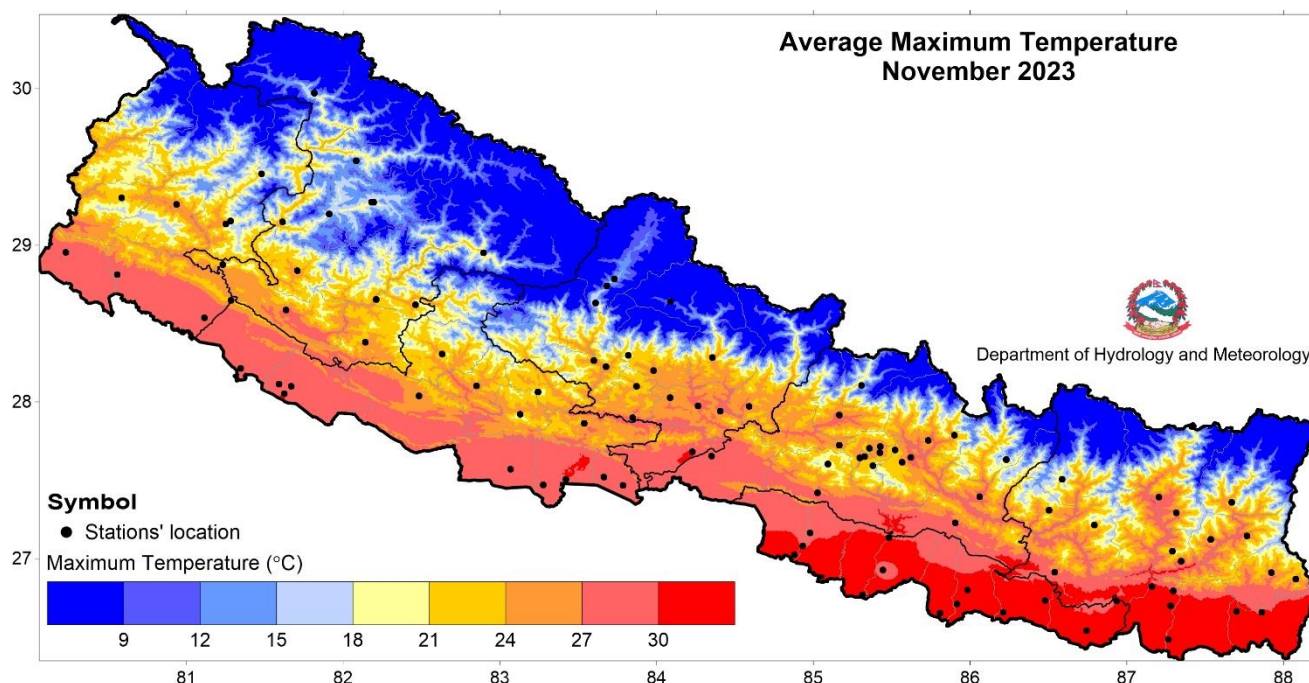 Average Maximum Temperature
November 2023
30
29
28
27
Department of Hydrology and Meteorology
Symbol
Stations' location
Maximum Temperature (°C)
9 12 15 18 21 24 27 30
81 82 83 84 85 86 87 88